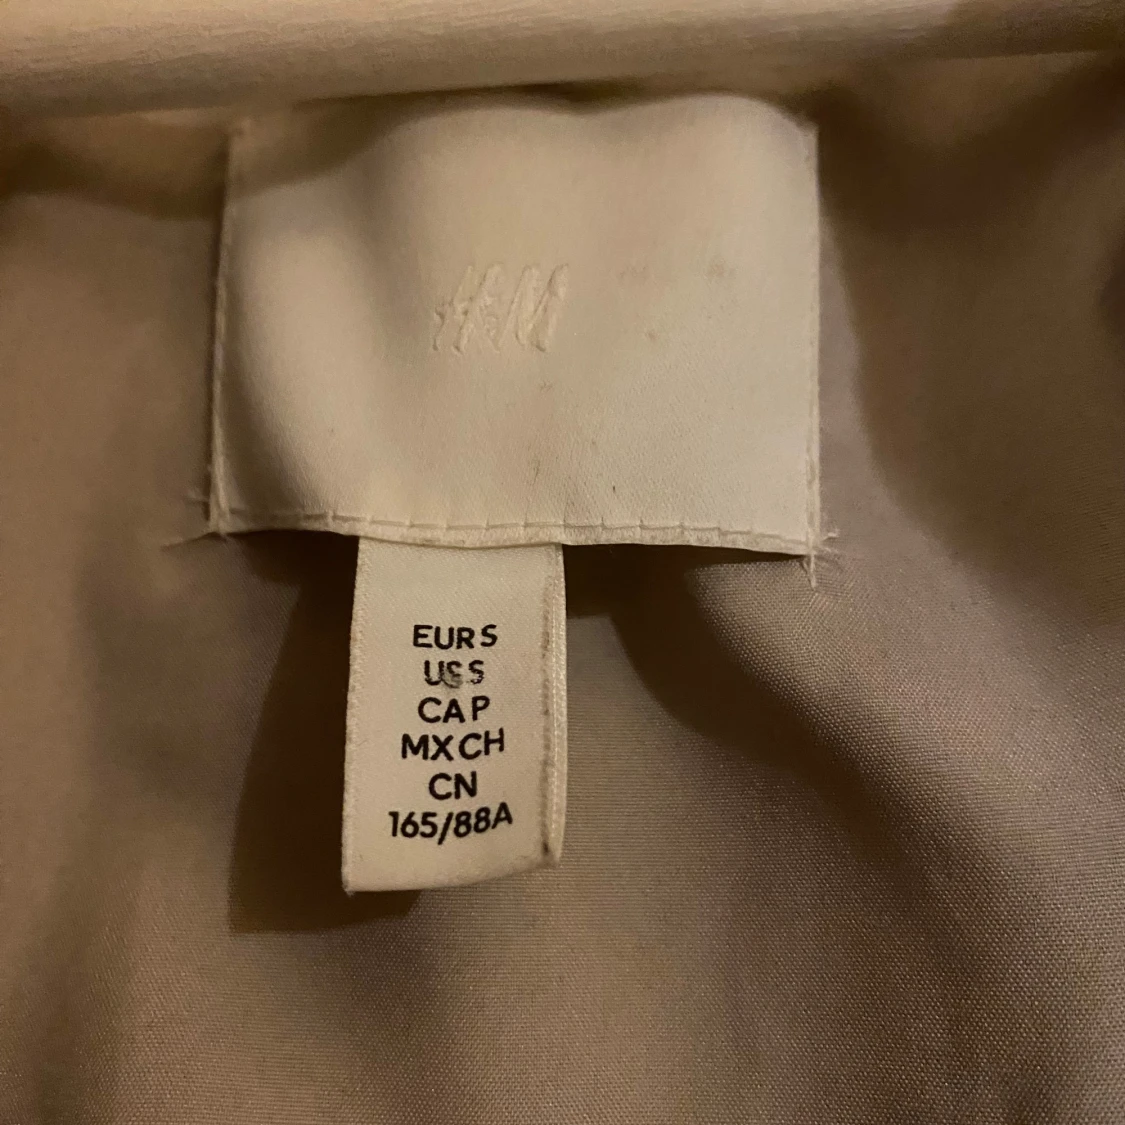 H&M
EUR S
US S
CA P
MX CH
CN
165/88A